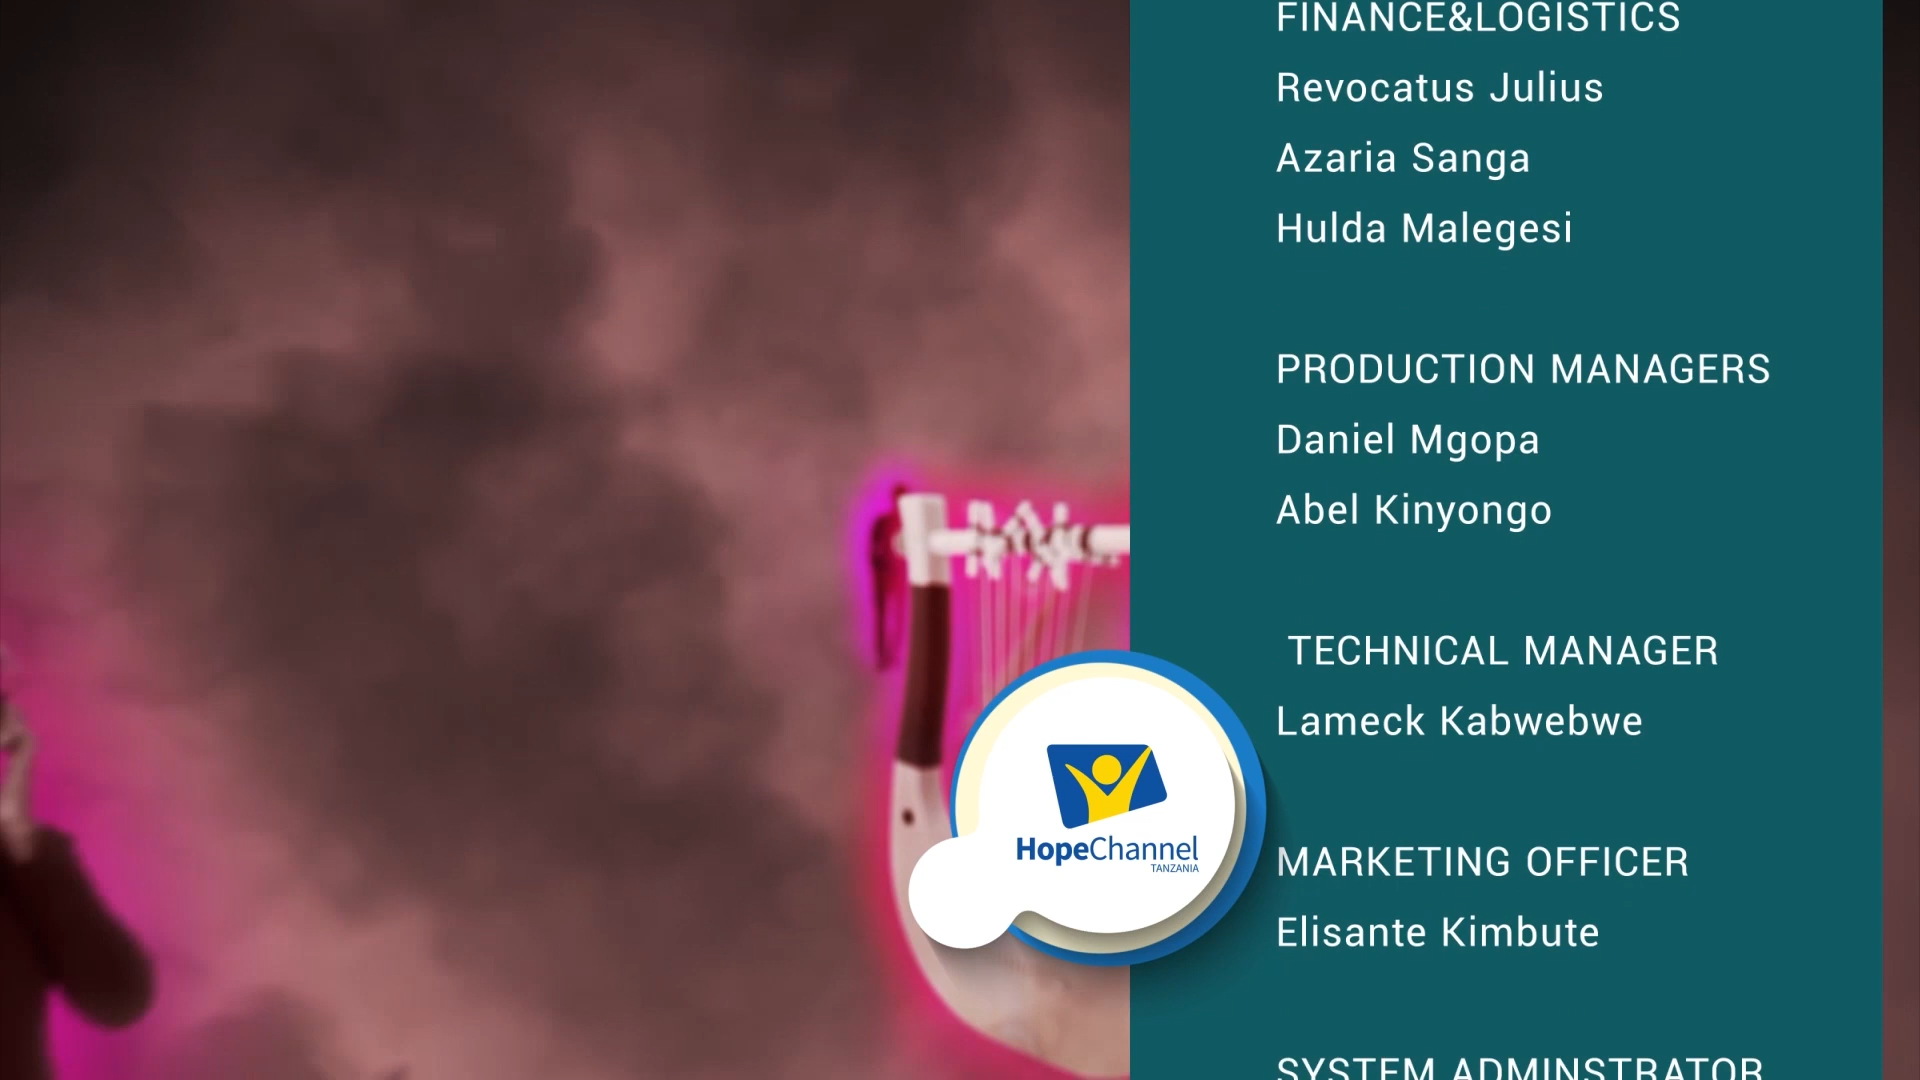 FINANCE&LOGISTICS
Revocatus Julius
Azaria Sanga
Hulda Malegesi
PRODUCTION MANAGERS
Daniel Mgopa
Abel Kinyongo
TECHNICAL MANAGER
Lameck Kabwebwe
HopeChannel
TANZANIA
MARKETING OFFICER
Elisante Kimbute
SYSTEM ADMINSTRATOR